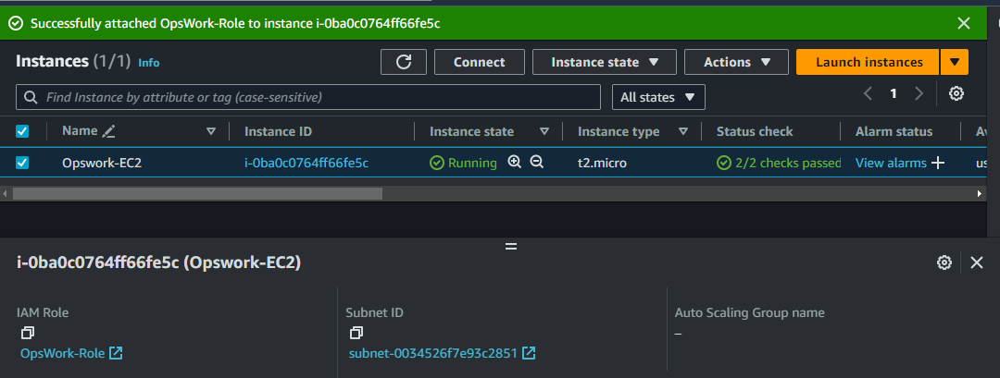 Successfully attached OpsWork-Role to instance i-0ba0c0764ff66fe5c
Instances (1/1) Info
Connect
Instance state
Actions
Launch instances
Find Instance by attribute or tag (case-sensitive)
All states
1
Name Instance ID Instance state Instance type Status check Alarm status Av
Opswork-EC2 i-0ba0c0764ff66fe5c Running t2.micro 2/2 checks passed View alarms us
i-0ba0c0764ff66fe5c (Opswork-EC2)
IAM Role
OpsWork-Role
Subnet ID
subnet-0034526f7e93c2851
Auto Scaling Group name
–